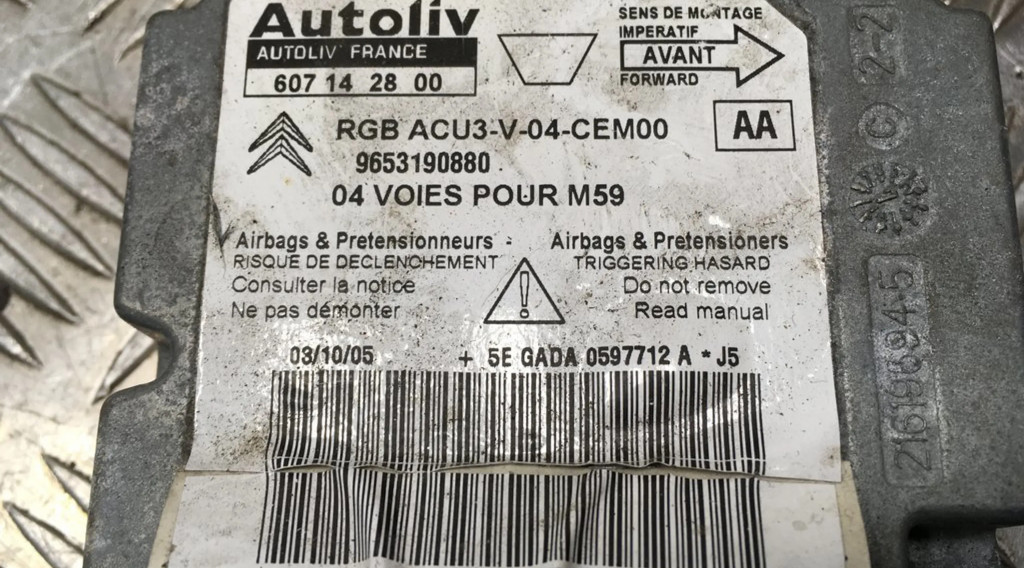 Autoliv
AUTOLIV FRANCE
607 14 28 00
SENS DE MONTAGE
IMPERATIF
AVANT
FORWARD
RGB ACU3-V-04-CEM00
AA
9653190880
04 VOIES POUR M59
Airbags & Pretensionneurs - Airbags & Pretensioners
RISQUE DE DECLENCHEMENT TRIGGERING HASARD
Consulter la notice Do not remove
Ne pas démonter Read manual
03/10/05 + 5E GADA 0597712 A * J5
2-2
C